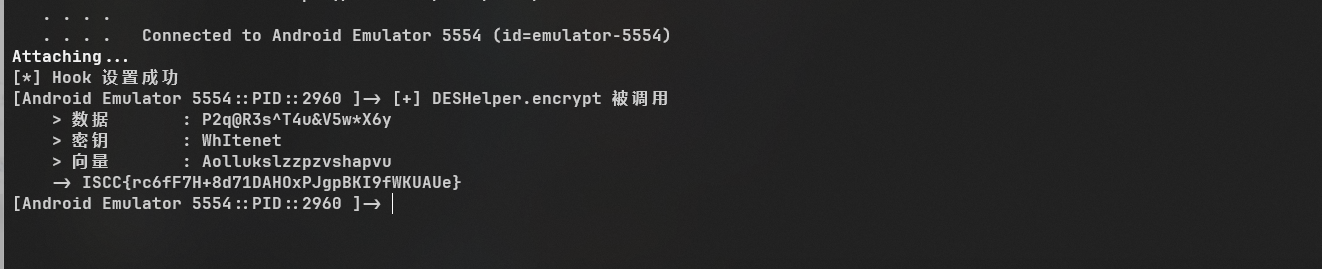 . . . .
. . . . Connected to Android Emulator 5554 (id=emulator-5554)
Attaching...
[*] Hook 设置成功
[Android Emulator 5554::PID::2960 ]-> [+] DESHelper.encrypt 被调用
> 数据 : P2q@R3s^T4u&V5w*X6y
> 密钥 : WhItenet
> 向量 : Aollukslzzpzvshapvu
-> ISCC{rc6fF7H+8d71DAHOxPJgpBKI9fWKUAUe}
[Android Emulator 5554::PID::2960 ]->